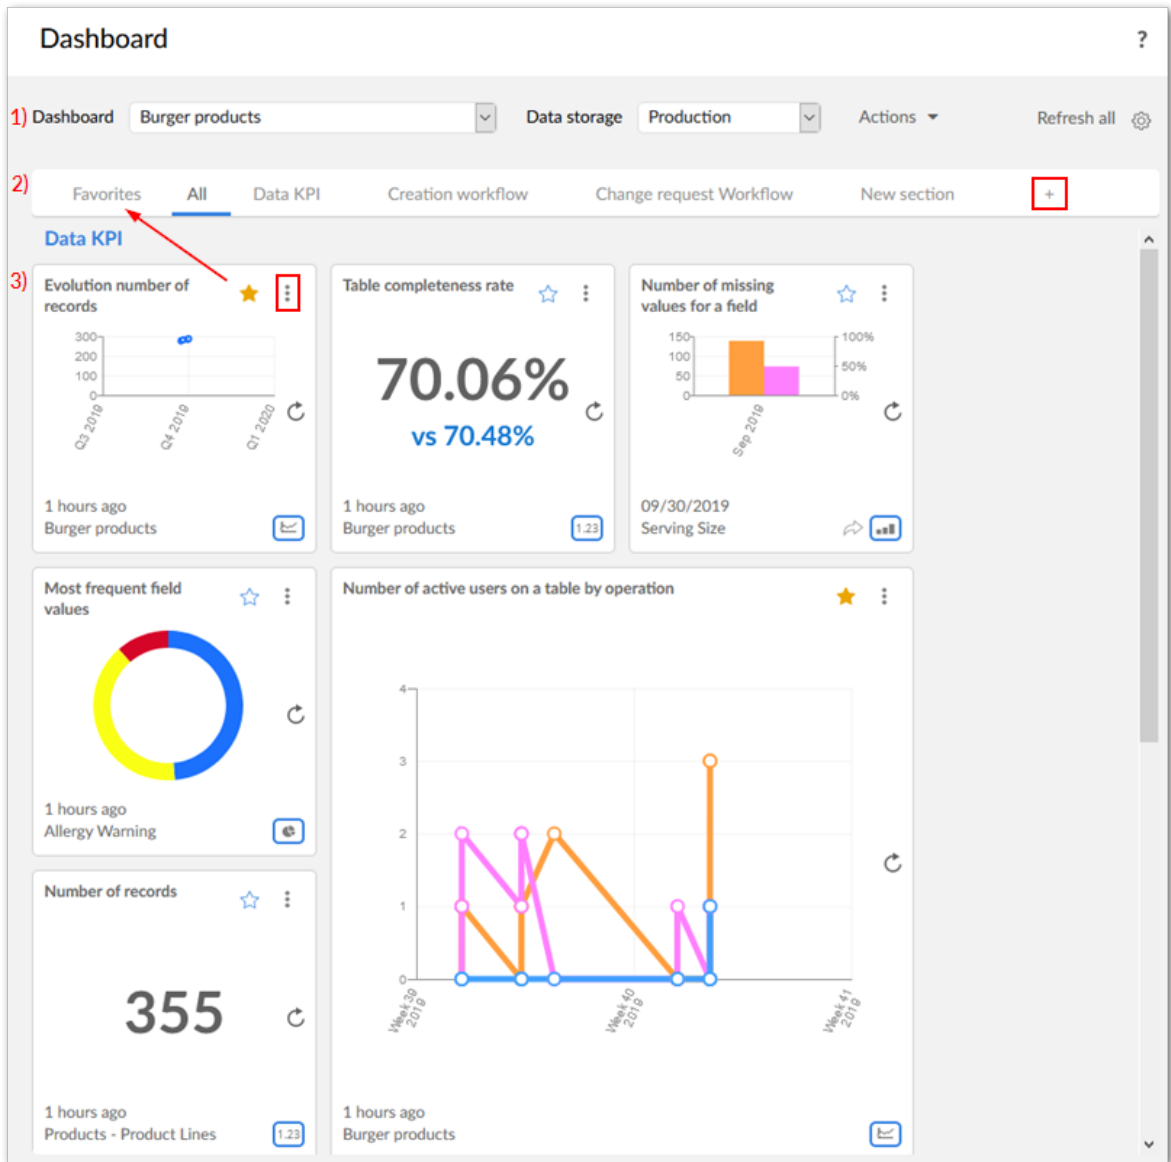 Dashboard
?
1) Dashboard Burger products Data storage Production Actions Refresh all
2) Favorites All Data KPI Creation workflow Change request Workflow New section +
Data KPI
3) Evolution number of
records
300
200
100
0
Q3 2019
Q4 2019
Q1 2020
1 hours ago
Burger products
Table completeness rate
70.06%
vs 70.48%
1 hours ago
Burger products
1.23
Number of missing
values for a field
150
100
50
0
100%
50%
0%
Sep 2019
09/30/2019
Serving Size
Most frequent field
values
1 hours ago
Allergy Warning
Number of active users on a table by operation
4
3
2
1
0
Week 39
2019
Week 40
2019
Week 41
2019
1 hours ago
Burger products
Number of records
355
1 hours ago
Products - Product Lines
1.23